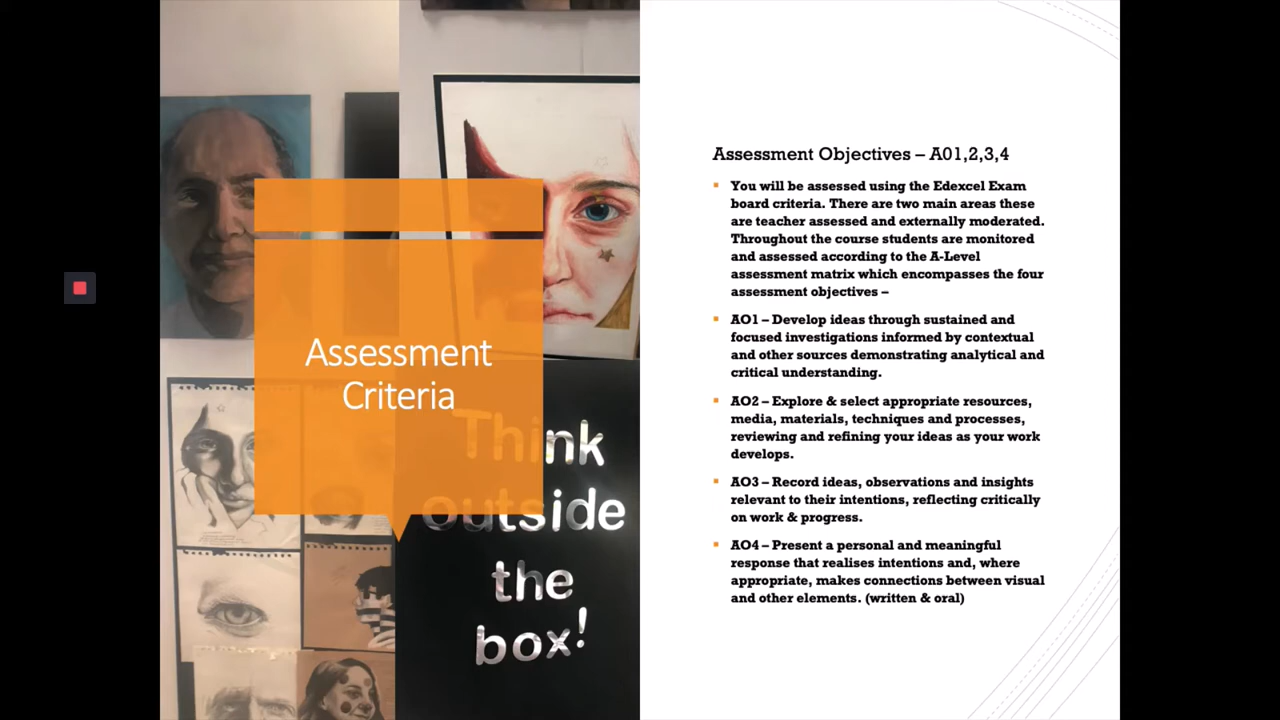 Assessment
Criteria
Think
outside
the
box!
Assessment Objectives – A01,2,3,4
You will be assessed using the Edexcel Exam
board criteria. There are two main areas these
are teacher assessed and externally moderated.
Throughout the course students are monitored
and assessed according to the A-Level
assessment matrix which encompasses the four
assessment objectives –
AO1 – Develop ideas through sustained and
focused investigations informed by contextual
and other sources demonstrating analytical and
critical understanding.
AO2 – Explore & select appropriate resources,
media, materials, techniques and processes,
reviewing and refining your ideas as your work
develops.
AO3 – Record ideas, observations and insights
relevant to their intentions, reflecting critically
on work & progress.
AO4 – Present a personal and meaningful
response that realises intentions and, where
appropriate, makes connections between visual
and other elements. (written & oral)